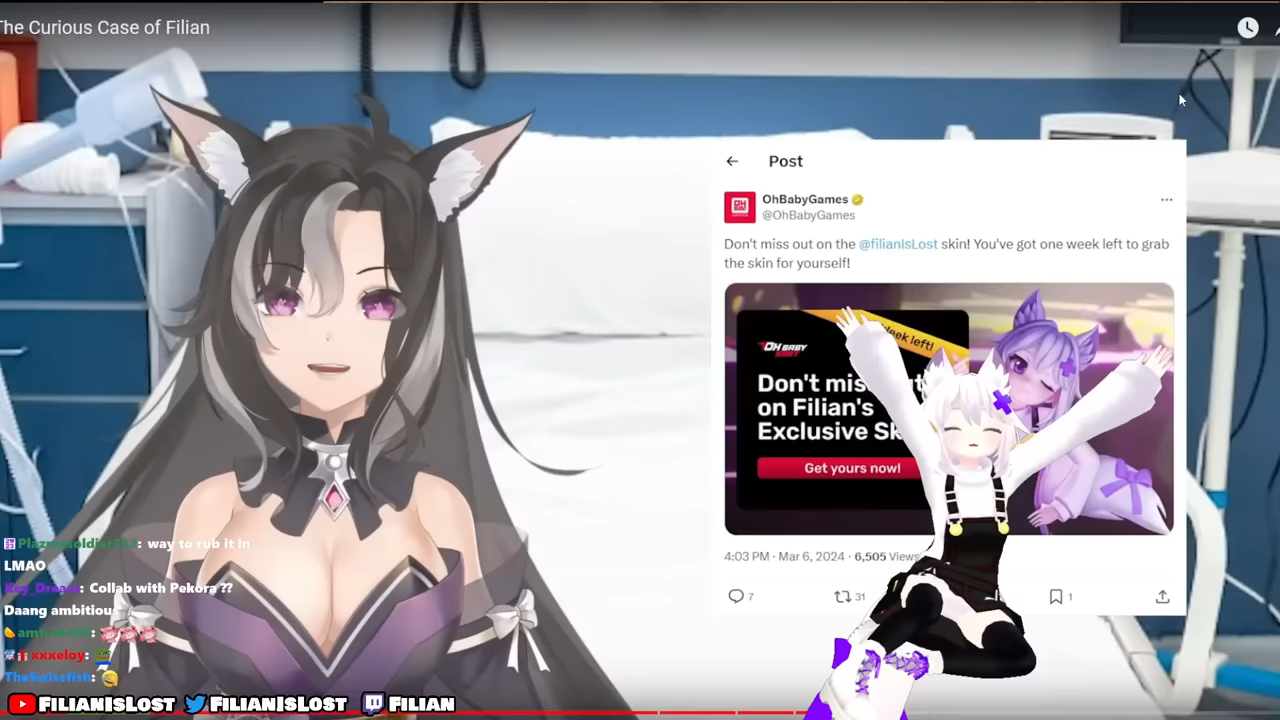 The Curious Case of Filian
Post
OhBabyGames
@OhBabyGames
Don't miss out on the @filianIsLost skin! You've got one week left to grab
the skin for yourself!
left!
OH BABY
Don't mis
on Filian's
Exclusive Sk
Get yours now!
4:03 PM · Mar 6, 2024 · 6,505 Views
7
31
1
: way to rub it in
LMAO
: Collab with Pekora ??
Daang ambitiou
xxxeloy:
TheSwissfish:
FILIANISLOST FILIANISLOST FILIAN